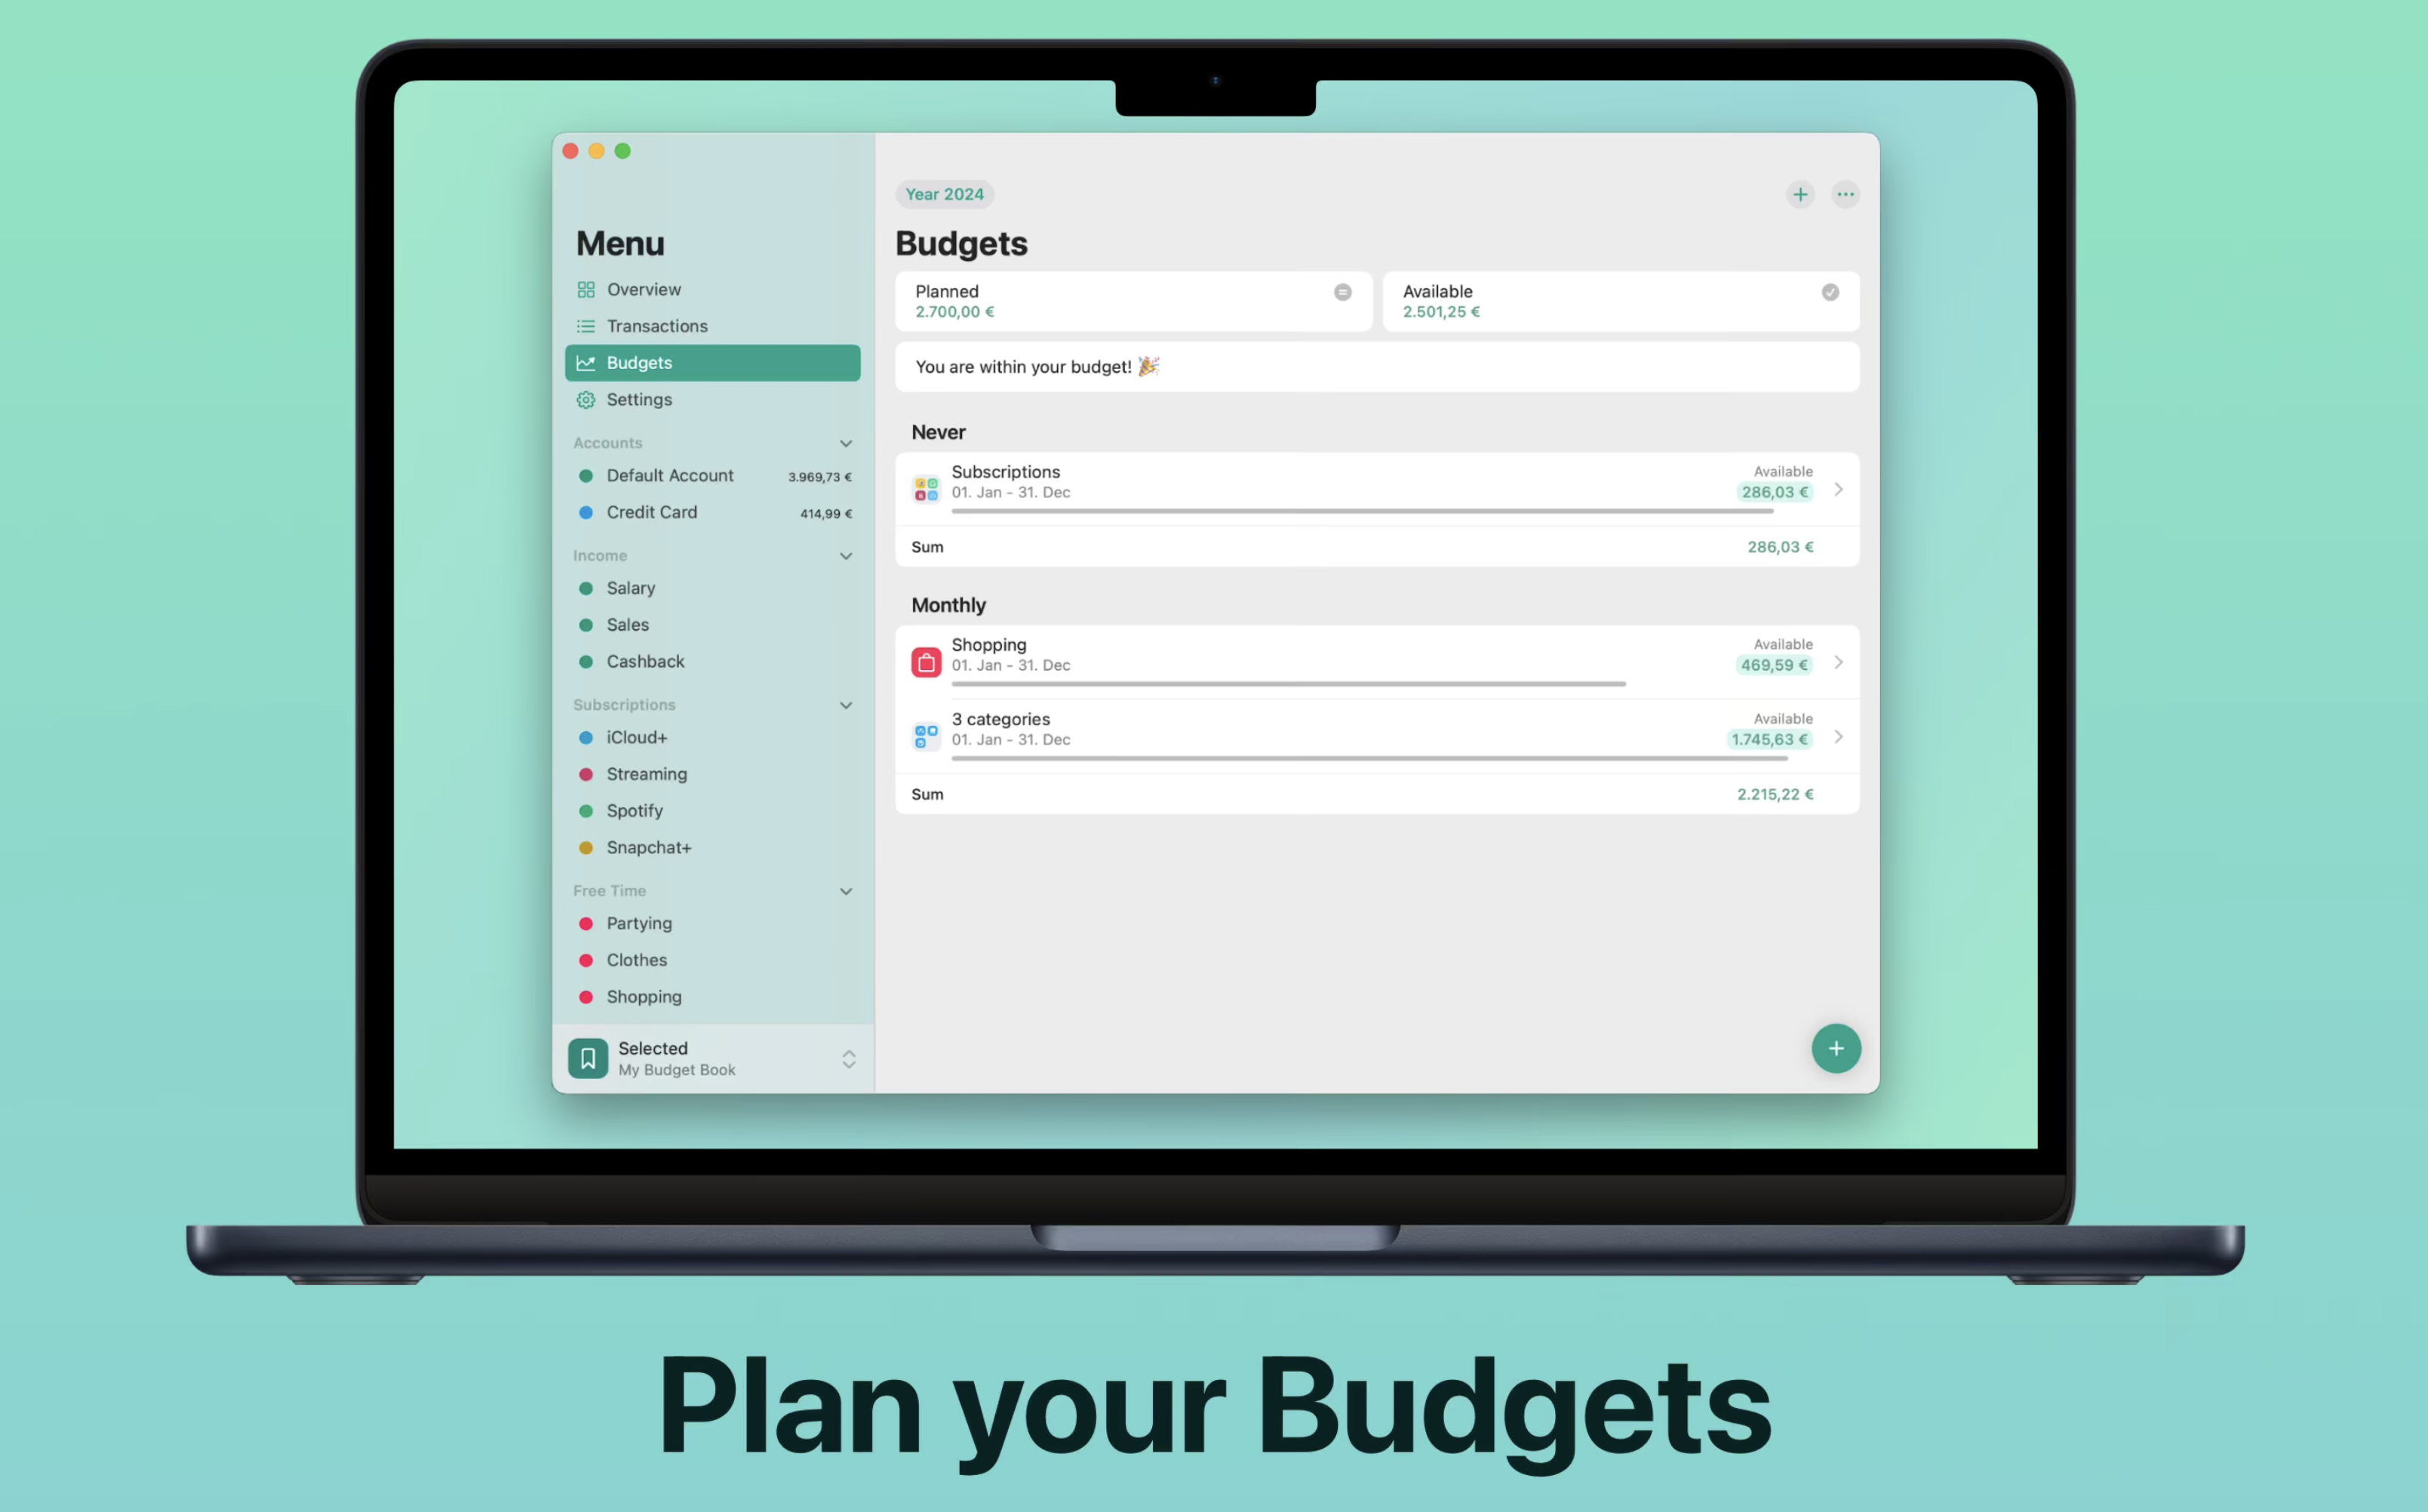 Menu
Overview
Transactions
Budgets
Settings
Accounts
Default Account 3.969,73 €
Credit Card 414,99 €
Income
Salary
Sales
Cashback
Subscriptions
iCloud+
Streaming
Spotify
Snapchat+
Free Time
Partying
Clothes
Shopping
Selected
My Budget Book
Year 2024
Budgets
Planned
2.700,00 €
Available
2.501,25 €
You are within your budget! 🎉
Never
Subscriptions
01. Jan - 31. Dec
Available
286,03 €
Sum 286,03 €
Monthly
Shopping
01. Jan - 31. Dec
Available
469,59 €
3 categories
01. Jan - 31. Dec
Available
1.745,63 €
Sum 2.215,22 €
Plan your Budgets